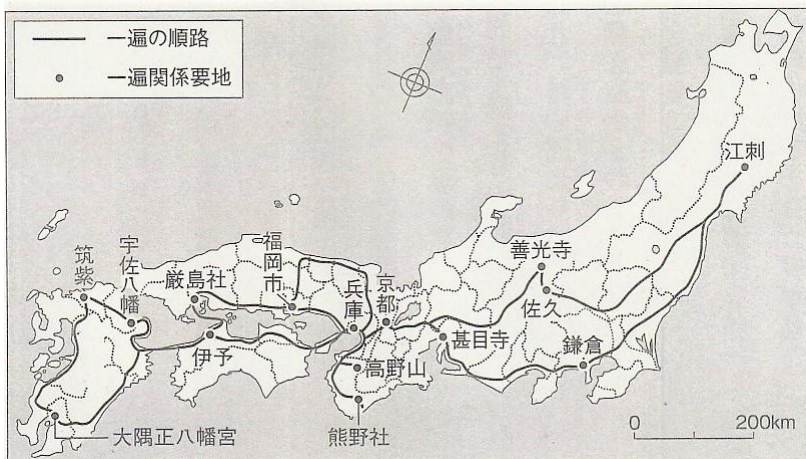 一遍の順路
一遍関係要地
江刺
善光寺
佐久
筑紫
宇佐八幡
厳島社
福岡市
兵庫
京都
甚目寺
鎌倉
伊予
高野山
熊野社
大隅正八幡宮
0
200km